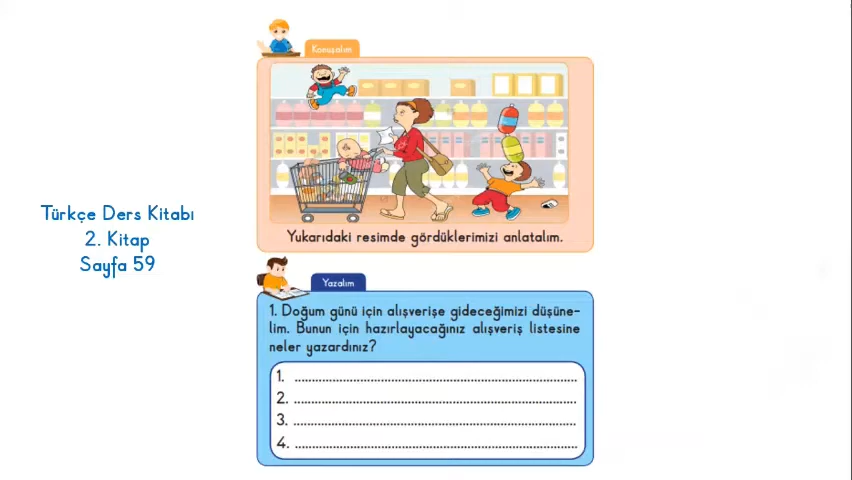 Türkçe Ders Kitabı
2. Kitap
Sayfa 59
Konuşalım
Yukarıdaki resimde gördüklerimizi anlatalım.
Yazalım
1. Doğum günü için alışverişe gideceğimizi düşüne-
lim. Bunun için hazırlayacağınız alışveriş listesine
neler yazardınız?
1. ........................................................................
2. ........................................................................
3. ........................................................................
4. ........................................................................